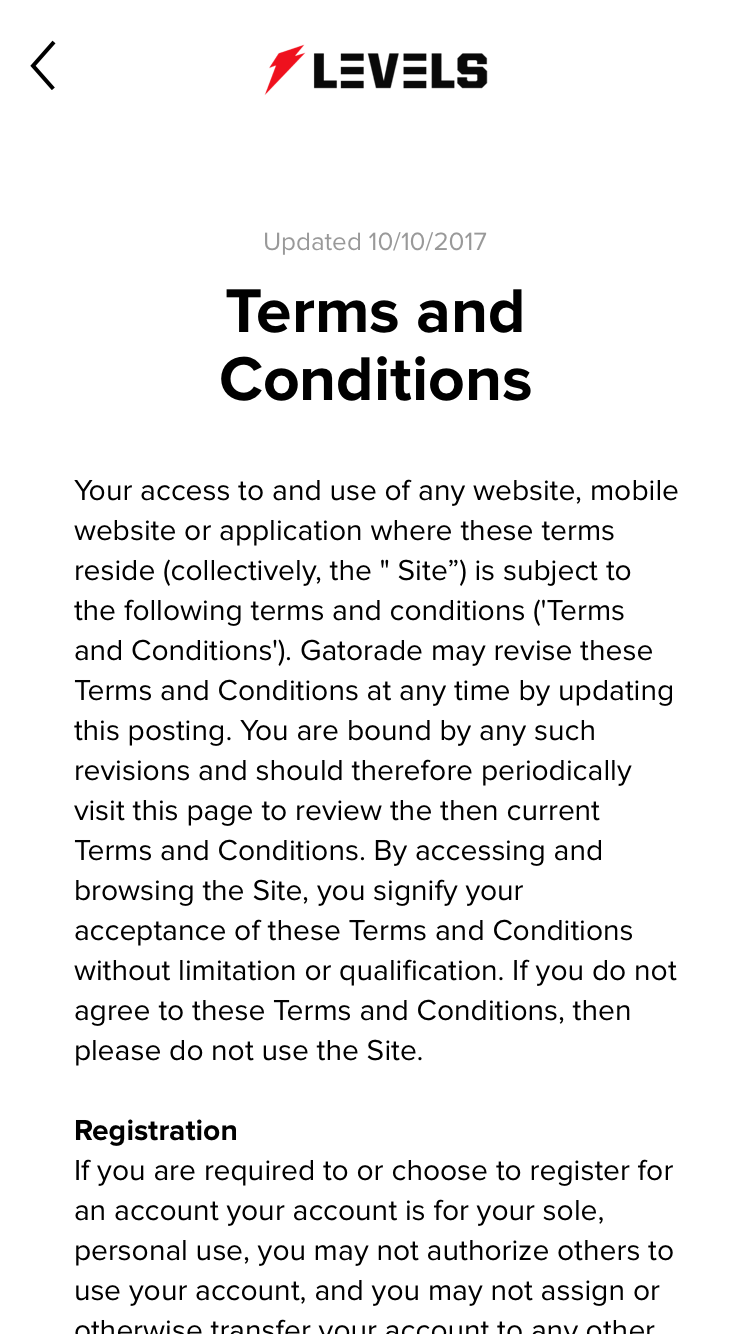 LEVELS
Updated 10/10/2017
Terms and
Conditions
Your access to and use of any website, mobile
website or application where these terms
reside (collectively, the " Site”) is subject to
the following terms and conditions ('Terms
and Conditions'). Gatorade may revise these
Terms and Conditions at any time by updating
this posting. You are bound by any such
revisions and should therefore periodically
visit this page to review the then current
Terms and Conditions. By accessing and
browsing the Site, you signify your
acceptance of these Terms and Conditions
without limitation or qualification. If you do not
agree to these Terms and Conditions, then
please do not use the Site.
Registration
If you are required to or choose to register for
an account your account is for your sole,
personal use, you may not authorize others to
use your account, and you may not assign or
otherwise transfer your account to any other